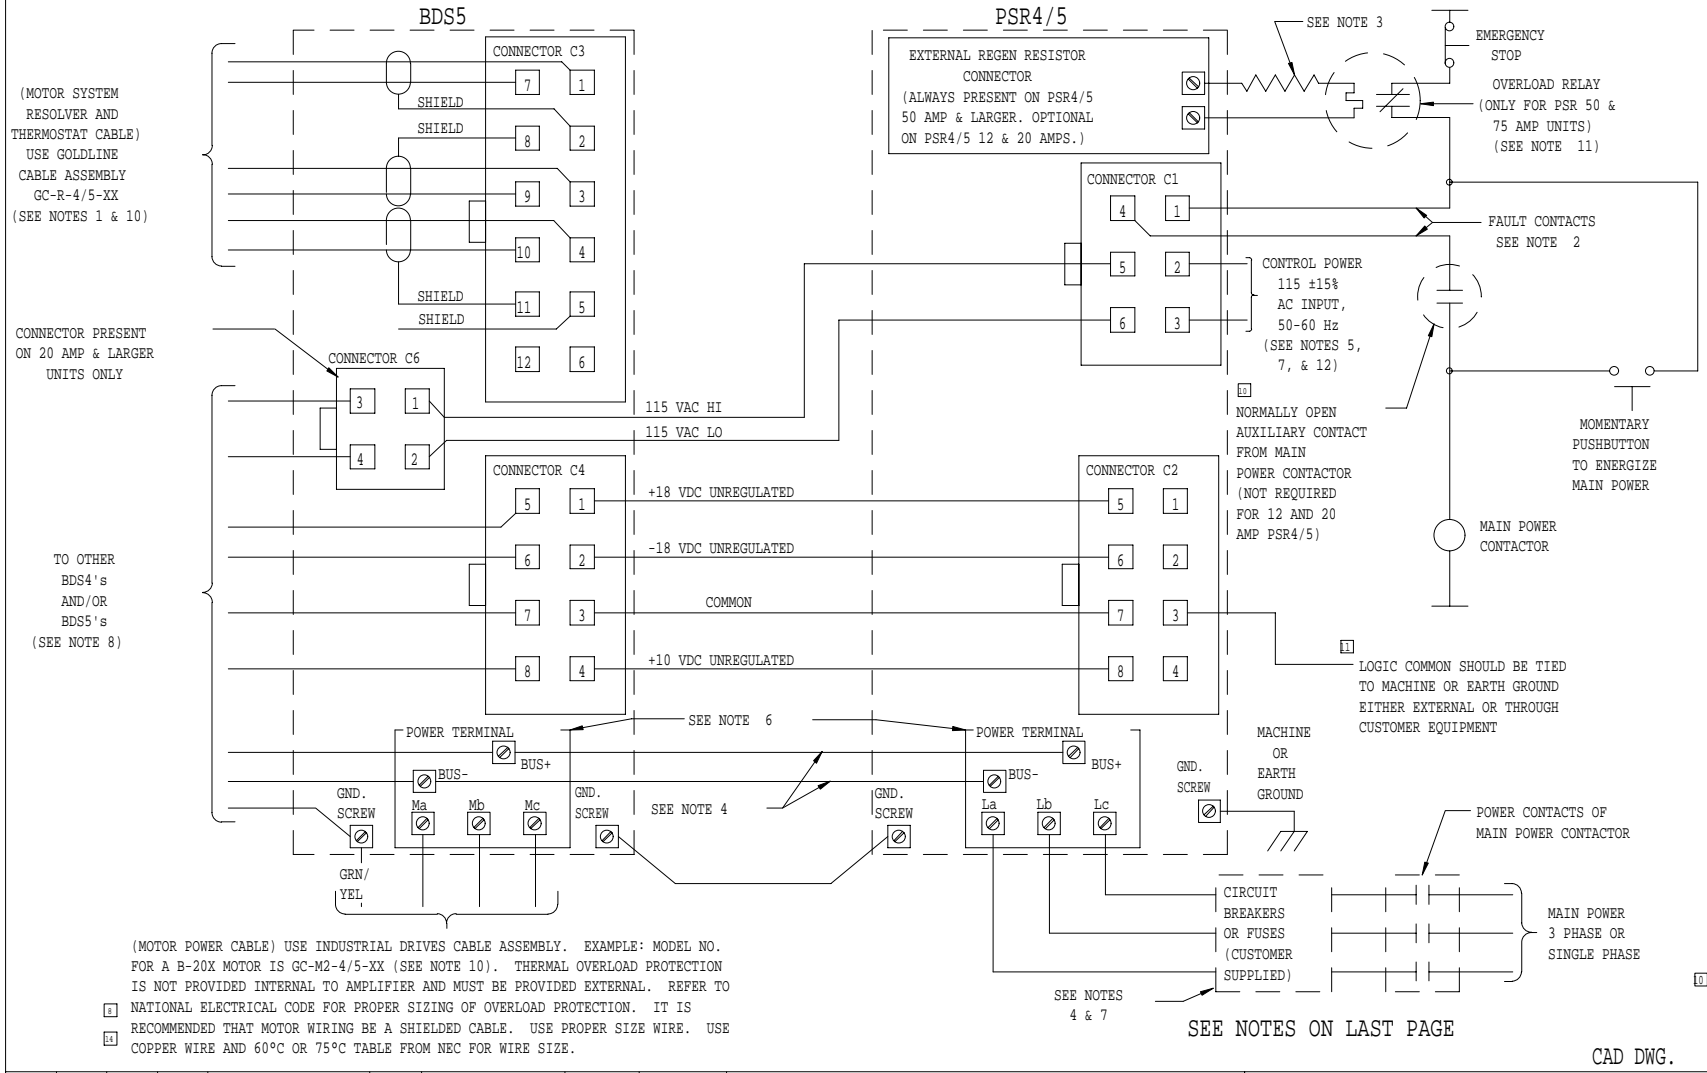 BDS5
PSR4/5
(MOTOR SYSTEM
RESOLVER AND
THERMOSTAT CABLE)
USE GOLDLINE
CABLE ASSEMBLY
GC-R-4/5-XX
(SEE NOTES 1 & 10)
CONNECTOR C3
7
1
SHIELD
SHIELD
8
2
9
3
10
4
SHIELD
11
5
SHIELD
12
6
EXTERNAL REGEN RESISTOR
CONNECTOR
(ALWAYS PRESENT ON PSR4/5
50 AMP & LARGER. OPTIONAL
ON PSR4/5 12 & 20 AMPS.)
SEE NOTE 3
EMERGENCY
STOP
OVERLOAD RELAY
(ONLY FOR PSR 50 &
75 AMP UNITS)
(SEE NOTE 11)
CONNECTOR C1
4
1
5
2
6
3
FAULT CONTACTS
SEE NOTE 2
CONTROL POWER
115 ±15%
AC INPUT,
50-60 Hz
(SEE NOTES 5,
7, & 12)
CONNECTOR PRESENT
ON 20 AMP & LARGER
UNITS ONLY
CONNECTOR C6
3
1
4
2
115 VAC HI
115 VAC LO
10
NORMALLY OPEN
AUXILIARY CONTACT
FROM MAIN
POWER CONTACTOR
(NOT REQUIRED
FOR 12 AND 20
AMP PSR4/5)
MOMENTARY
PUSHBUTTON
TO ENERGIZE
MAIN POWER
MAIN POWER
CONTACTOR
TO OTHER
BDS4's
AND/OR
BDS5's
(SEE NOTE 8)
CONNECTOR C4
5
1
6
2
7
3
8
4
+18 VDC UNREGULATED
-18 VDC UNREGULATED
COMMON
+10 VDC UNREGULATED
CONNECTOR C2
5
1
6
2
7
3
8
4
11
LOGIC COMMON SHOULD BE TIED
TO MACHINE OR EARTH GROUND
EITHER EXTERNAL OR THROUGH
CUSTOMER EQUIPMENT
SEE NOTE 6
POWER TERMINAL
BUS+
BUS-
Ma
Mb
Mc
GND.
SCREW
GND.
SCREW
SEE NOTE 4
POWER TERMINAL
BUS+
BUS-
La
Lb
Lc
GND.
SCREW
GND.
SCREW
MACHINE
OR
EARTH
GROUND
GRN/
YEL
POWER CONTACTS OF
MAIN POWER CONTACTOR
CIRCUIT
BREAKERS
OR FUSES
(CUSTOMER
SUPPLIED)
MAIN POWER
3 PHASE OR
SINGLE PHASE
10
SEE NOTES
4 & 7
(MOTOR POWER CABLE) USE INDUSTRIAL DRIVES CABLE ASSEMBLY. EXAMPLE: MODEL NO.
FOR A B-20X MOTOR IS GC-M2-4/5-XX (SEE NOTE 10). THERMAL OVERLOAD PROTECTION
IS NOT PROVIDED INTERNAL TO AMPLIFIER AND MUST BE PROVIDED EXTERNAL. REFER TO
8 NATIONAL ELECTRICAL CODE FOR PROPER SIZING OF OVERLOAD PROTECTION. IT IS
14 RECOMMENDED THAT MOTOR WIRING BE A SHIELDED CABLE. USE PROPER SIZE WIRE. USE
COPPER WIRE AND 60°C OR 75°C TABLE FROM NEC FOR WIRE SIZE.
SEE NOTES ON LAST PAGE
CAD DWG.